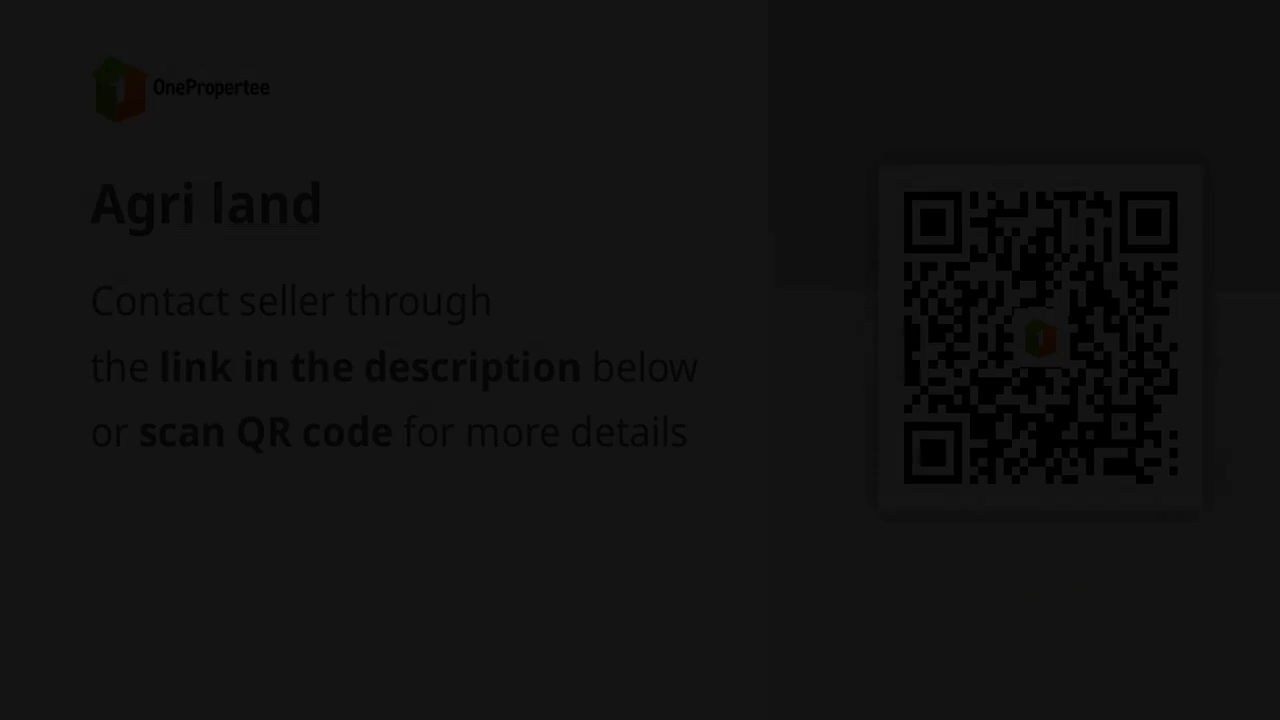 OnePropertee
Agri land
Contact seller through
the link in the description below
or scan QR code for more details